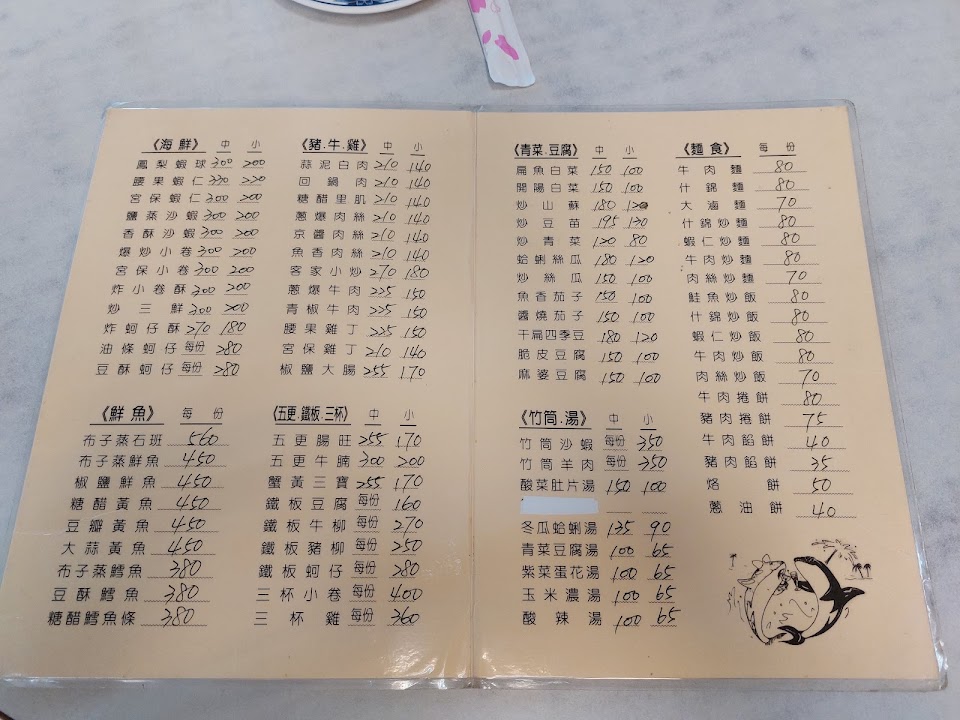 《海鮮》 中 小
鳳梨蝦球 300 200
腰果蝦仁 330 220
宮保蝦仁 300 200
鹽蒸沙蝦 300 200
香酥沙蝦 300 200
爆炒小卷 300 200
宮保小卷 300 200
炸小卷酥 300 200
炒三鮮 300 200
炸蚵仔酥 270 180
油條蚵仔 每份 280
豆酥蚵仔 每份 280
《鮮魚》 每份
布子蒸石斑 560
布子蒸鮮魚 450
椒鹽鮮魚 450
糖醋黃魚 450
豆瓣黃魚 450
大蒜黃魚 450
布子蒸鱈魚 380
豆酥鱈魚 380
糖醋鱈魚條 380
《豬.牛.雞》 中 小
蒜泥白肉 210 140
回鍋肉 210 140
糖醋里肌 210 140
蔥爆肉絲 210 140
京醬肉絲 210 140
魚香肉絲 210 140
客家小炒 270 180
蔥爆牛肉 225 150
青椒牛肉 225 150
腰果雞丁 225 150
宮保雞丁 210 140
椒鹽大腸 255 170
《五更.鐵板.三杯》 中 小
五更腸旺 255 170
五更牛腩 300 200
蟹黃三寶 255 170
鐵板豆腐 每份 160
鐵板牛柳 每份 270
鐵板豬柳 每份 250
鐵板蚵仔 每份 280
三杯小卷 每份 400
三杯雞 每份 360
《青菜.豆腐》 中 小
扁魚白菜 150 100
開陽白菜 150 100
炒山蘇 180 120
炒豆苗 195 130
炒青菜 120 80
蛤蜊絲瓜 180 120
炒絲瓜 150 100
魚香茄子 150 100
醬燒茄子 150 100
干扁四季豆 180 120
脆皮豆腐 150 100
麻婆豆腐 150 100
《竹筒.湯》 中 小
竹筒沙蝦 每份 350
竹筒羊肉 每份 350
酸菜肚片湯 150 100
冬瓜蛤蜊湯 135 90
青菜豆腐湯 100 65
紫菜蛋花湯 100 65
玉米濃湯 100 65
酸辣湯 100 65
《麵食》 每份
牛肉麵 80
什錦麵 80
大滷麵 70
什錦炒麵 80
蝦仁炒麵 80
牛肉炒麵 80
肉絲炒麵 70
鮭魚炒飯 80
什錦炒飯 80
蝦仁炒飯 80
牛肉炒飯 80
肉絲炒飯 70
牛肉捲餅 80
豬肉捲餅 75
牛肉餡餅 40
豬肉餡餅 35
烙餅 50
蔥油餅 40